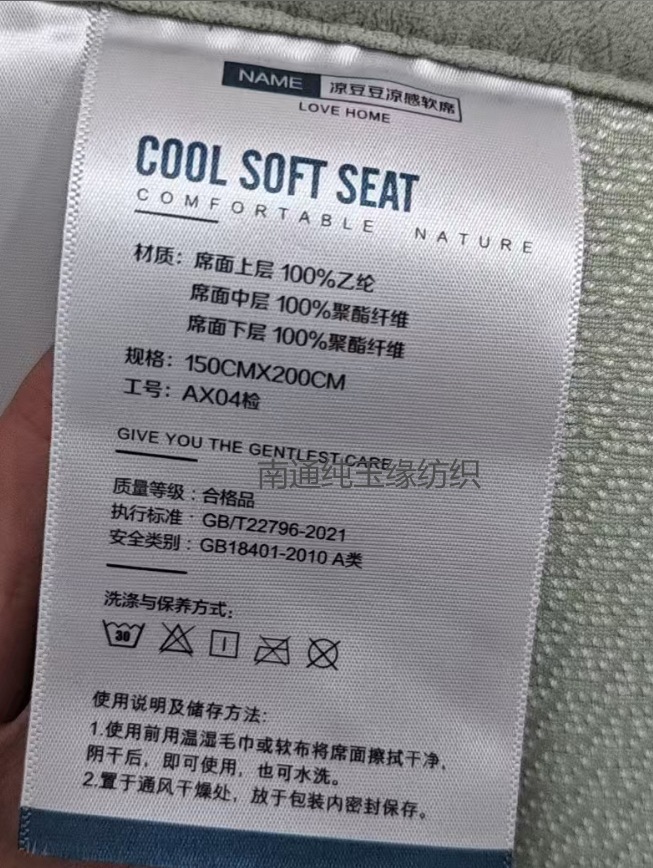 NAME 凉豆豆凉感软席
LOVE HOME
COOL SOFT SEAT
COMFORTABLE NATURE
材质：席面上层 100%乙纶
席面中层 100%聚酯纤维
席面下层 100%聚酯纤维
规格：150CMX200CM
工号：AX04检
GIVE YOU THE GENTLEST CARE
南通纯玉缘纺织
质量等级：合格品
执行标准：GB/T22796-2021
安全类别：GB18401-2010 A类
洗涤与保养方式：
30
使用说明及储存方法：
1.使用前用温湿毛巾或软布将席面擦拭干净，
阴干后，即可使用，也可水洗。
2.置于通风干燥处，放于包装内密封保存。